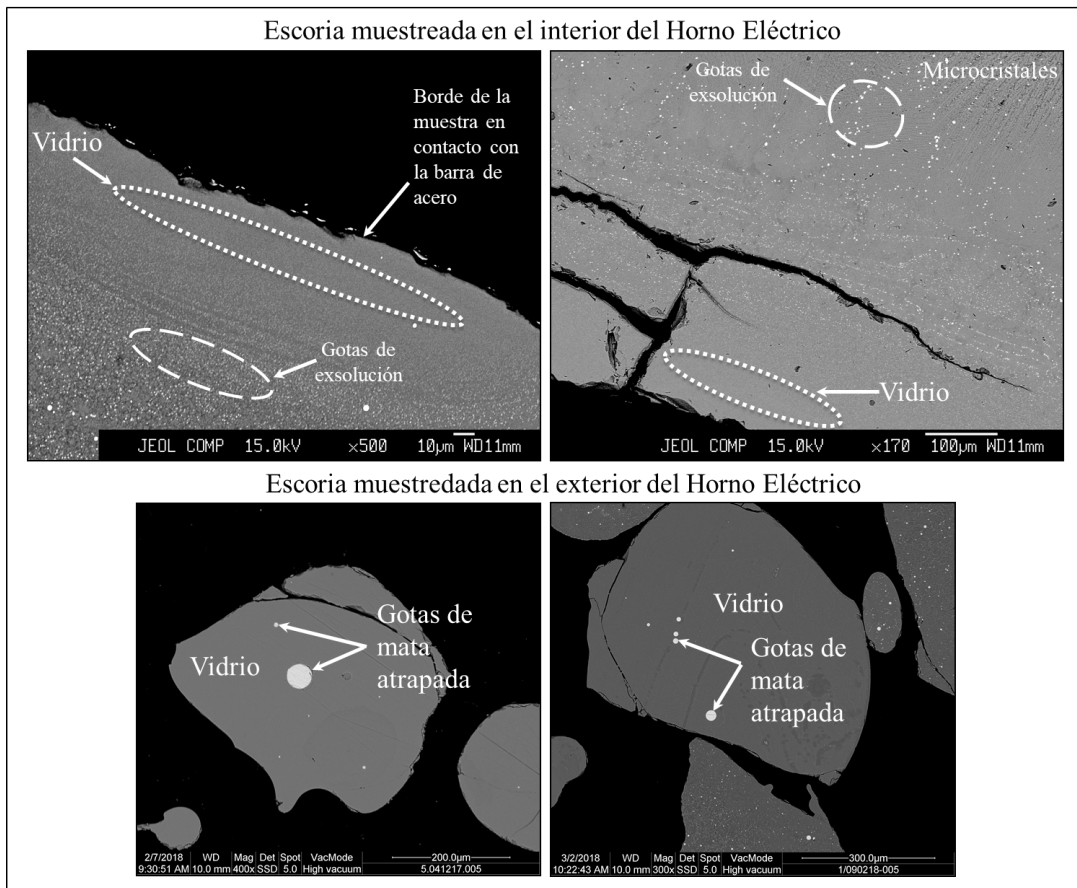 Escoria muestreada en el interior del Horno Eléctrico
Vidrio
Borde de la
muestra en
contacto con
la barra de
acero
Gotas de
exsolución
JEOL COMP 15.0kV ×500 10μm WD11mm
Gotas de
exsolución
Microcristales
Vidrio
JEOL COMP 15.0kV ×170 100μm WD11mm
Escoria muestredada en el exterior del Horno Eléctrico
Vidrio
Gotas de
mata
atrapada
2/7/2018 WD Mag Det Spot VacMode 200.0μm
9:30:51 AM 10.0 mm 400x SSD 5.0 High vacuum 5.041217.005
Vidrio
Gotas de
mata
atrapada
3/2/2018 WD Mag Det Spot VacMode 300.0μm
10:22:43 AM 10.0 mm 300x SSD 5.0 High vacuum 1/090218-005